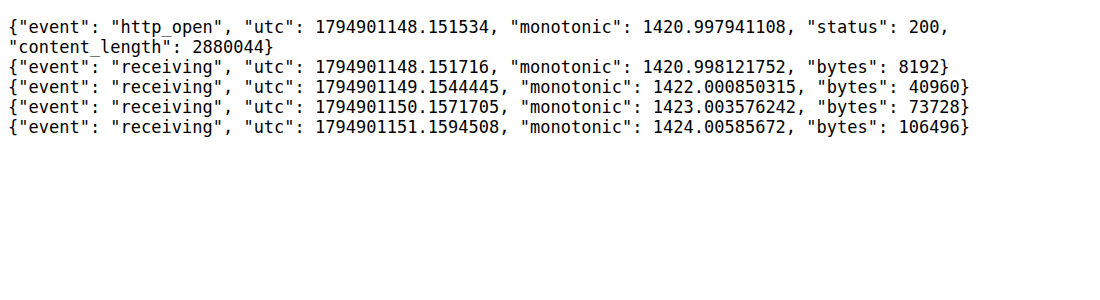 {"event": "http_open", "utc": 1794901148.151534, "monotonic": 1420.997941108, "status": 200,
"content_length": 2880044}
{"event": "receiving", "utc": 1794901148.151716, "monotonic": 1420.998121752, "bytes": 8192}
{"event": "receiving", "utc": 1794901149.1544445, "monotonic": 1422.000850315, "bytes": 40960}
{"event": "receiving", "utc": 1794901150.1571705, "monotonic": 1423.003576242, "bytes": 73728}
{"event": "receiving", "utc": 1794901151.1594508, "monotonic": 1424.00585672, "bytes": 106496}